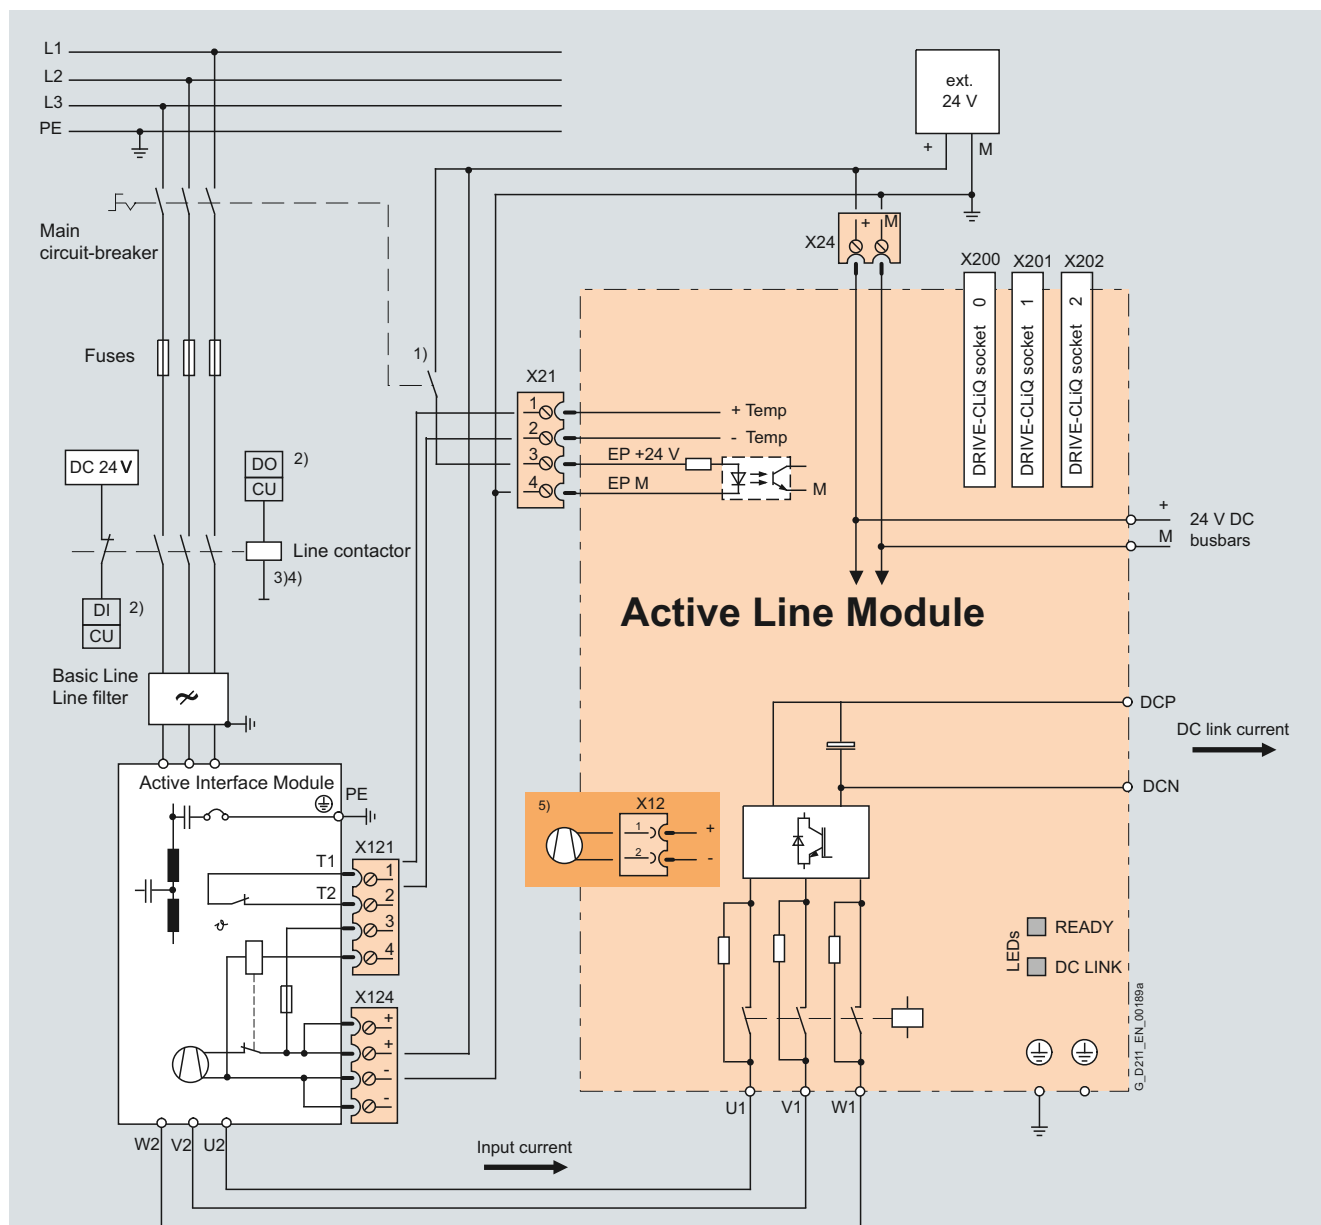 L1
L2
L3
PE
ext.
24 V
+
M
Main
circuit-breaker
X24
+
M
X200
X201
X202
DRIVE-CLiQ socket 0
DRIVE-CLiQ socket 1
DRIVE-CLiQ socket 2
Fuses
1)
X21
1
2
3
4
+ Temp
- Temp
EP +24 V
EP M
M
DC 24 V
DO
CU
2)
Line contactor
3)4)
DI
CU
2)
+
M
24 V DC
busbars
Active Line Module
Basic Line
Line filter
DCP
DC link current
DCN
Active Interface Module
PE
5)
X12
1
2
+
-
X121
T1
T2
1
2
3
4
ϑ
X124
+
+
-
-
LEDs
READY
DC LINK
G_D211_EN_00189a
U1
V1
W1
W2
V2
U2
Input current